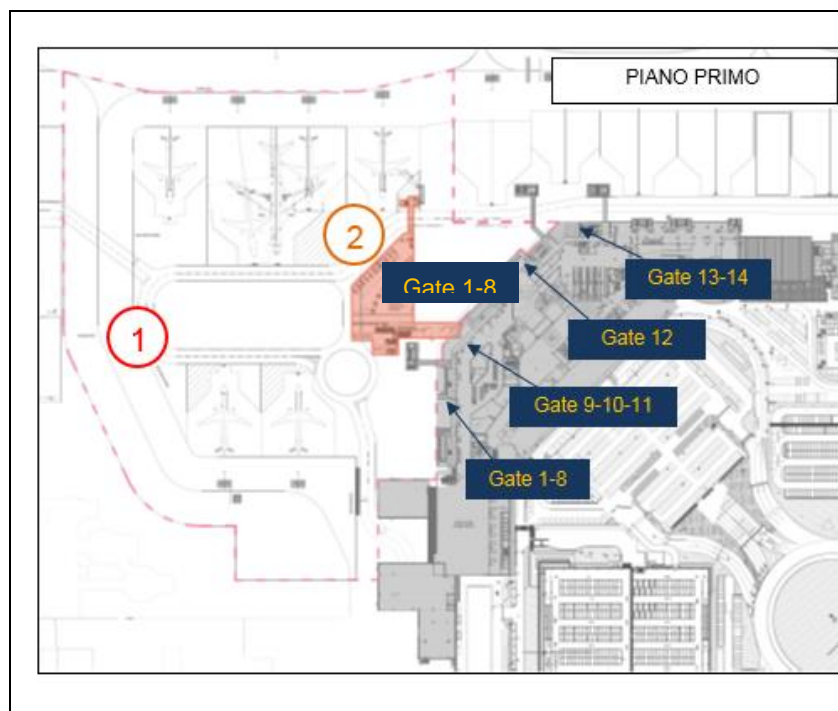 PIANO PRIMO
2
Gate 13-14
Gate 1-8
1
Gate 12
Gate 9-10-11
Gate 1-8